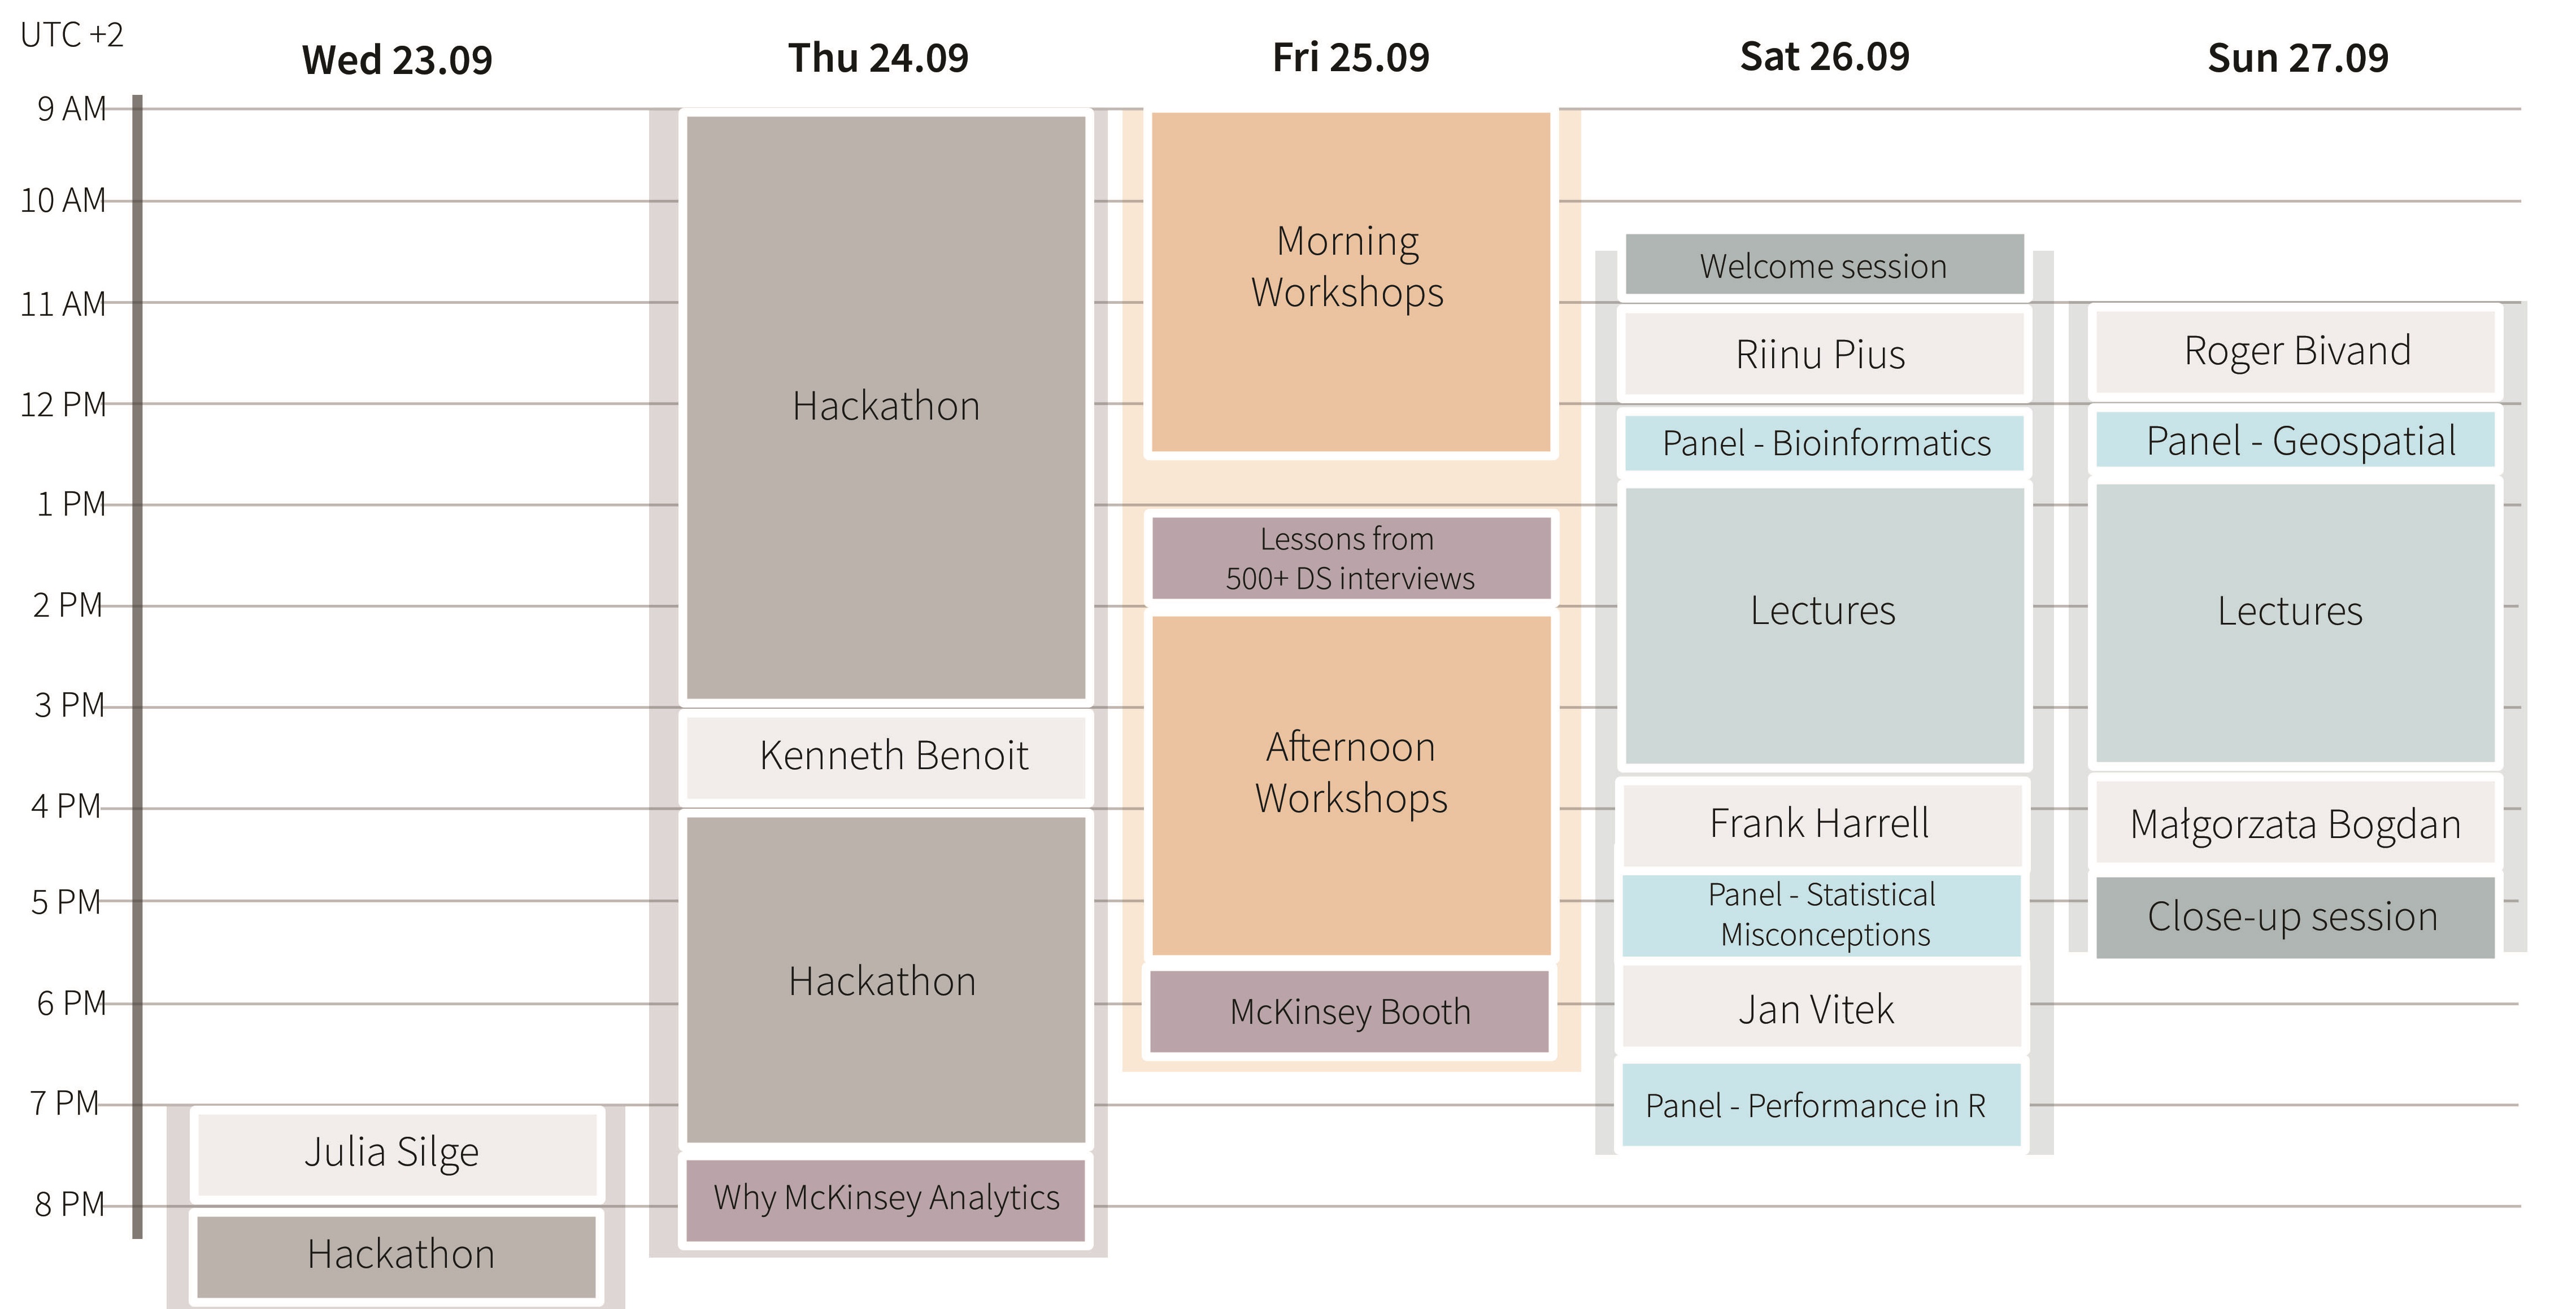 UTC +2
Wed 23.09
Thu 24.09
Fri 25.09
Sat 26.09
Sun 27.09
9 AM
10 AM
11 AM
12 PM
1 PM
2 PM
3 PM
4 PM
5 PM
6 PM
7 PM
8 PM
Julia Silge
Hackathon
Hackathon
Kenneth Benoit
Hackathon
Why McKinsey Analytics
Morning
Workshops
Lessons from
500+ DS interviews
Afternoon
Workshops
McKinsey Booth
Welcome session
Riinu Pius
Panel - Bioinformatics
Lectures
Frank Harrell
Panel - Statistical
Misconceptions
Jan Vitek
Panel - Performance in R
Roger Bivand
Panel - Geospatial
Lectures
Małgorzata Bogdan
Close-up session